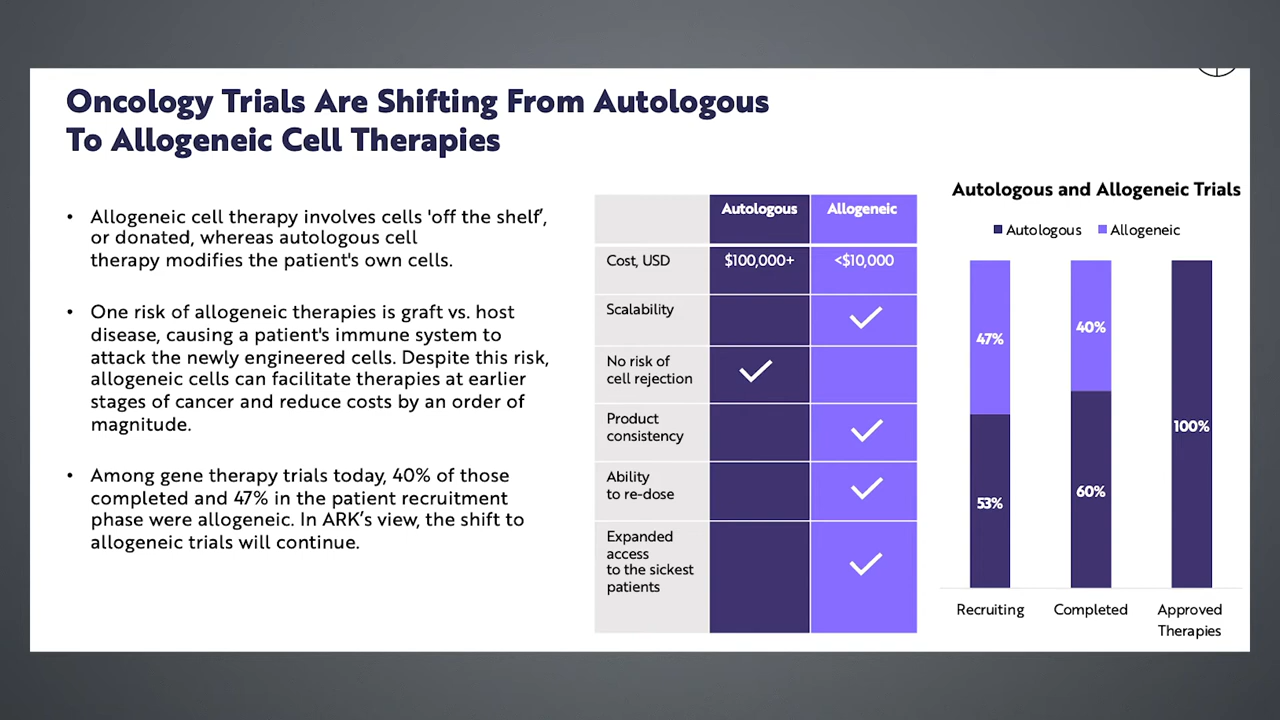 Oncology Trials Are Shifting From Autologous
To Allogeneic Cell Therapies
• Allogeneic cell therapy involves cells 'off the shelf',
or donated, whereas autologous cell
therapy modifies the patient's own cells.
• One risk of allogeneic therapies is graft vs. host
disease, causing a patient's immune system to
attack the newly engineered cells. Despite this risk,
allogeneic cells can facilitate therapies at earlier
stages of cancer and reduce costs by an order of
magnitude.
• Among gene therapy trials today, 40% of those
completed and 47% in the patient recruitment
phase were allogeneic. In ARK's view, the shift to
allogeneic trials will continue.
Autologous Allogeneic
Cost, USD $100,000+ <$10,000
Scalability
No risk of
cell rejection
Product
consistency
Ability
to re-dose
Expanded
access
to the sickest
patients
Autologous and Allogeneic Trials
Autologous Allogeneic
47% 40%
100%
53% 60%
Recruiting Completed Approved
Therapies